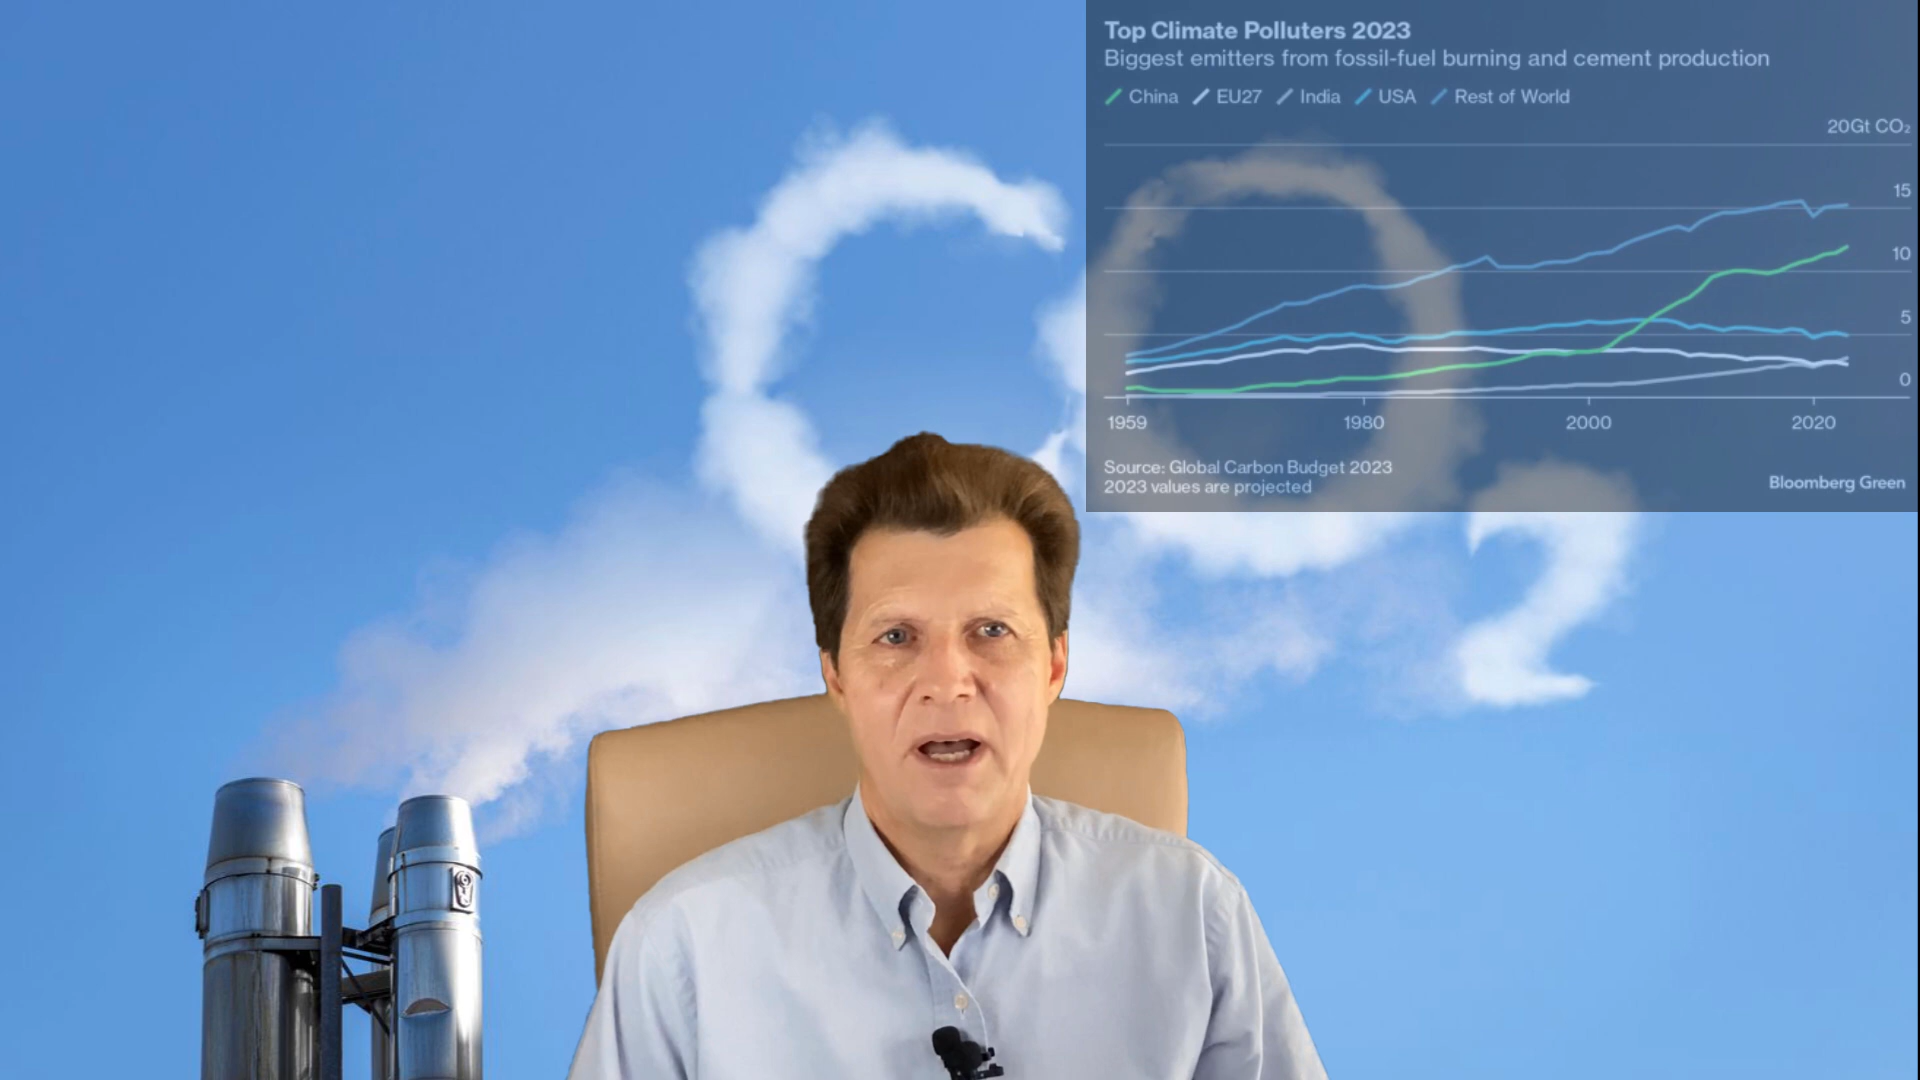 Top Climate Polluters 2023
Biggest emitters from fossil-fuel burning and cement production
China EU27 India USA Rest of World
20Gt CO₂
15
10
5
0
1959 1980 2000 2020
Source: Global Carbon Budget 2023
2023 values are projected
Bloomberg Green
CO₂